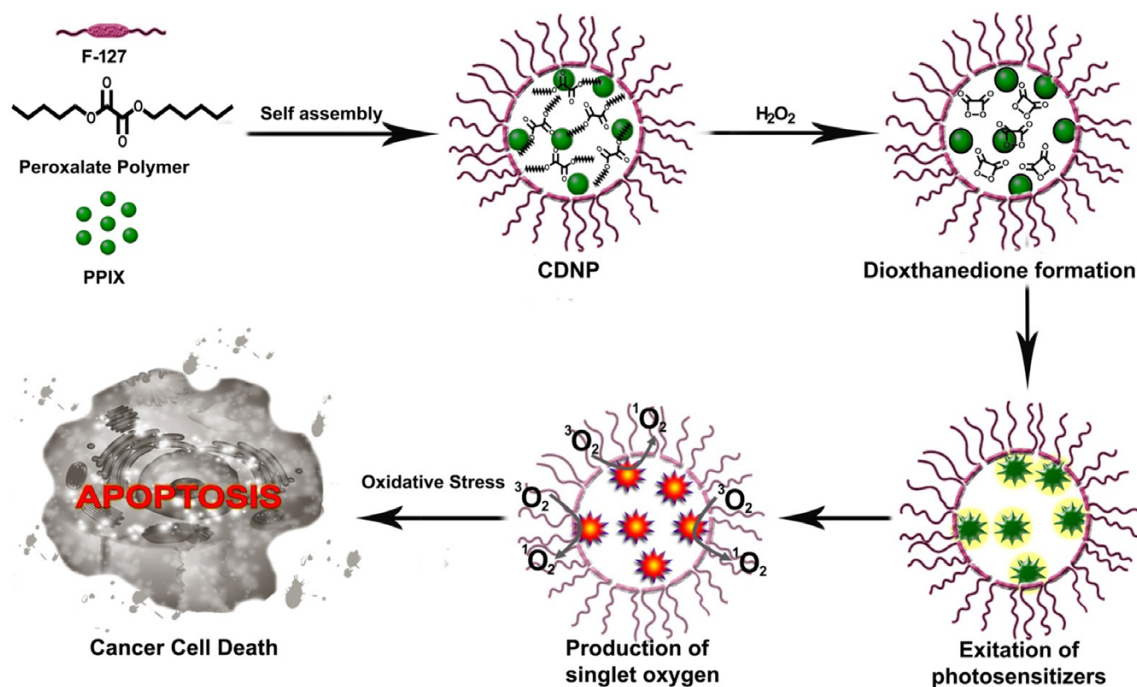 F-127
O
O
O
O
Peroxalate Polymer
PPIX
Self assembly
CDNP
H₂O₂
Dioxthanedione formation
Exitation of
photosensitizers
¹O₂
³O₂
³O₂
¹O₂
³O₂
¹O₂
Production of
singlet oxygen
Oxidative Stress
APOPTOSIS
Cancer Cell Death